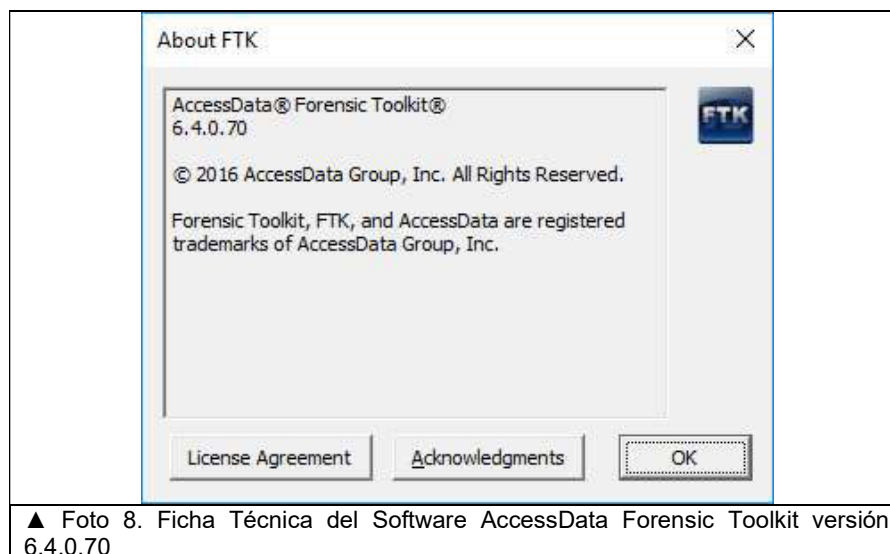 About FTK
AccessData® Forensic Toolkit®
6.4.0.70
FTK
© 2016 AccessData Group, Inc. All Rights Reserved.
Forensic Toolkit, FTK, and AccessData are registered
trademarks of AccessData Group, Inc.
License Agreement
Acknowledgments
OK
▲ Foto 8. Ficha Técnica del Software AccessData Forensic Toolkit versión
6.4.0.70